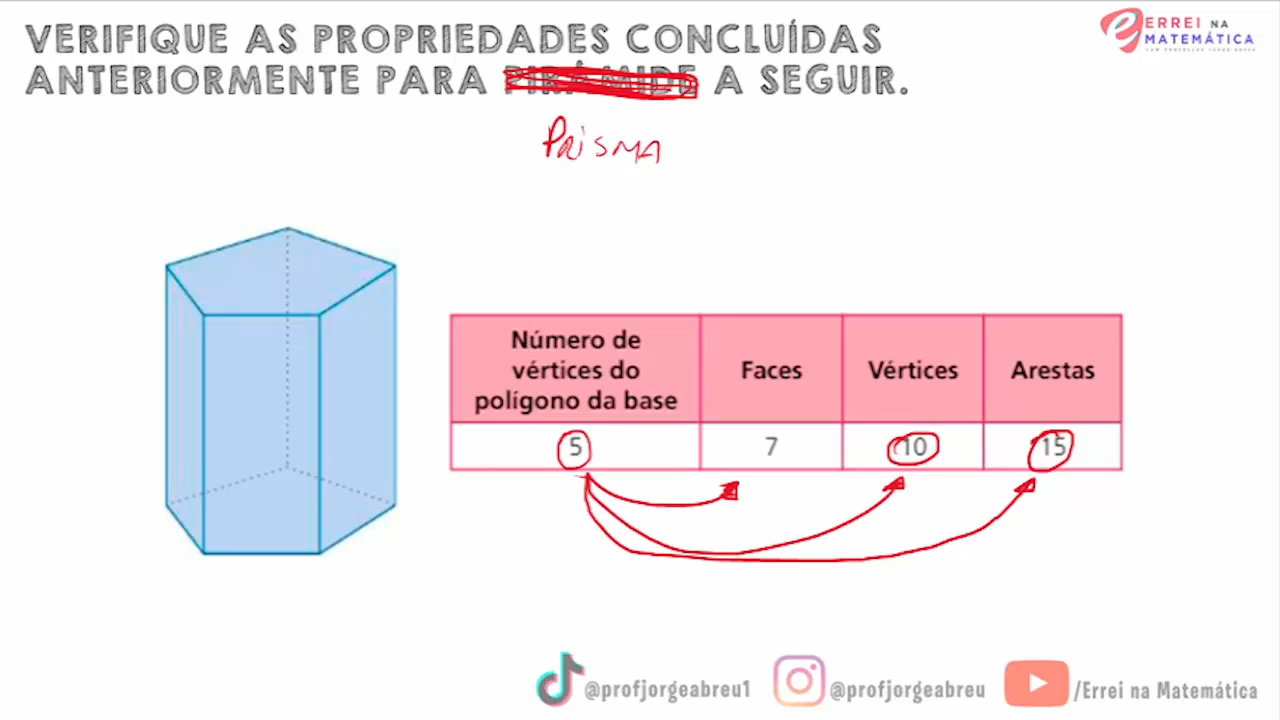 VERIFIQUE AS PROPRIEDADES CONCLUÍDAS
ANTERIORMENTE PARA PIRÂMIDE A SEGUIR.
PRISMA
ERREI NA
MATEMÁTICA
Número de
vértices do
polígono da base
Faces
Vértices
Arestas
5
7
10
15
@profjorgeabreu1
@profjorgeabreu
/Errei na Matemática